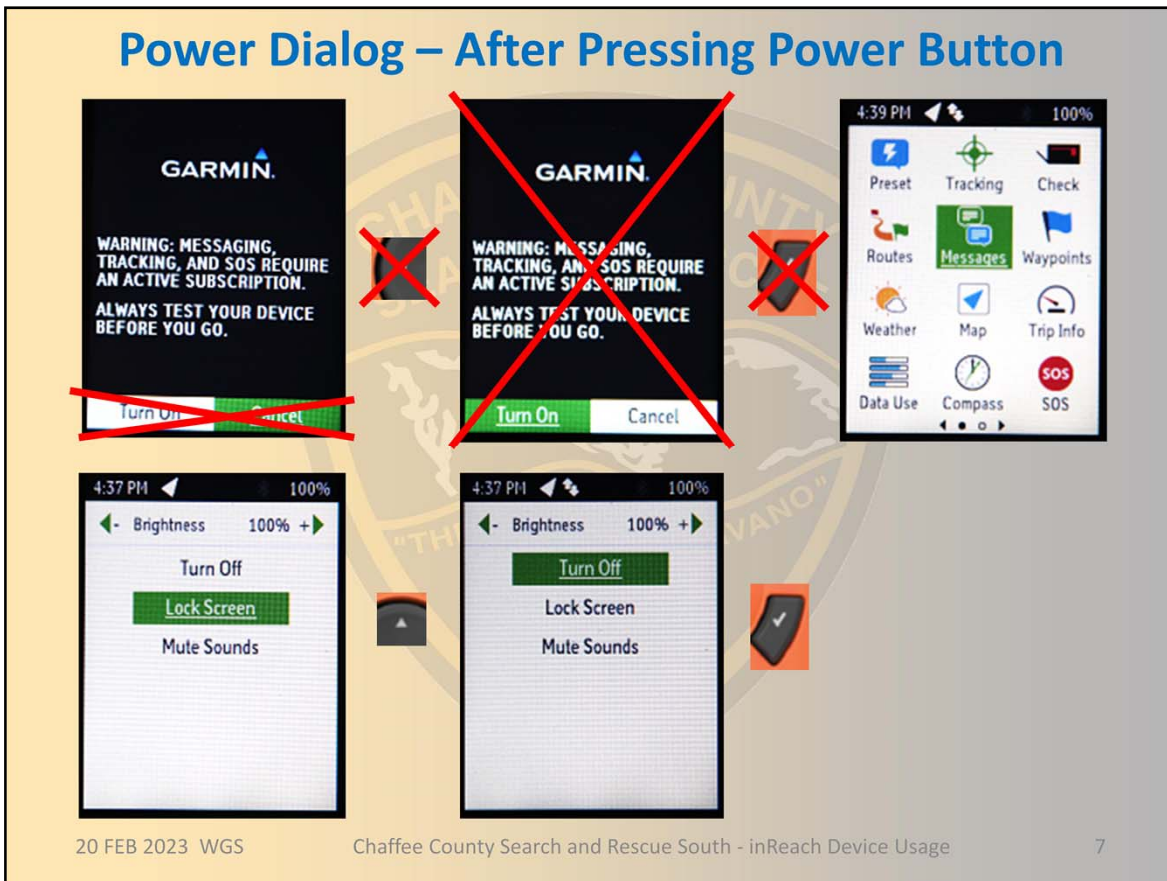 Power Dialog – After Pressing Power Button
GARMIN.
WARNING: MESSAGING,
TRACKING, AND SOS REQUIRE
AN ACTIVE SUBSCRIPTION.
ALWAYS TEST YOUR DEVICE
BEFORE YOU GO.
Turn On Cancel
GARMIN.
WARNING: MESSAGING,
TRACKING, AND SOS REQUIRE
AN ACTIVE SUBSCRIPTION.
ALWAYS TEST YOUR DEVICE
BEFORE YOU GO.
Turn On Cancel
4:39 PM 100%
Preset Tracking Check
Routes Messages Waypoints
Weather Map Trip Info
SOS
Data Use Compass SOS
4:37 PM 100%
- Brightness 100% +
Turn Off
Lock Screen
Mute Sounds
4:37 PM 100%
- Brightness 100% +
Turn Off
Lock Screen
Mute Sounds
20 FEB 2023 WGS Chaffee County Search and Rescue South - inReach Device Usage 7